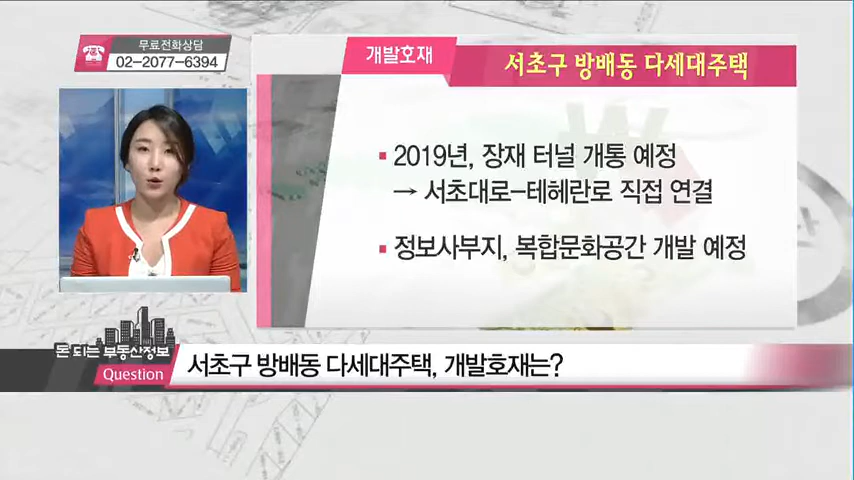 무료전화상담
02-2077-6394
개발호재
서초구 방배동 다세대주택
▪ 2019년, 장재 터널 개통 예정
→ 서초대로-테헤란로 직접 연결
▪ 정보사부지, 복합문화공간 개발 예정
돈 되는 부동산정보
Question
서초구 방배동 다세대주택, 개발호재는?